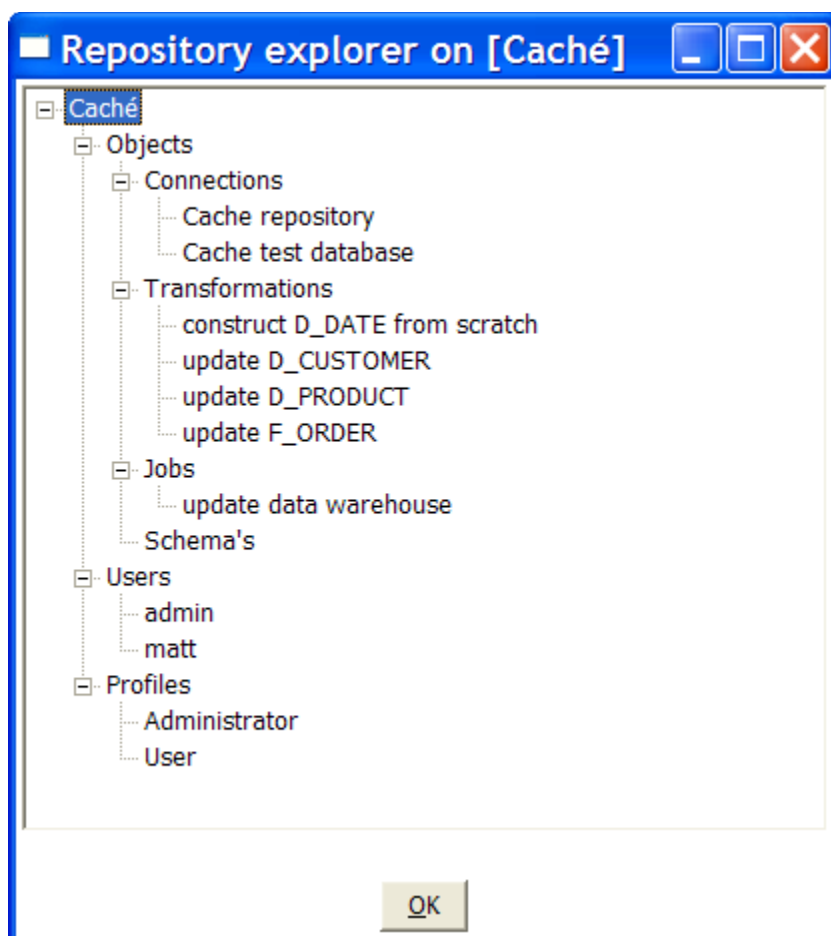 Repository explorer on [Caché]
Caché
Objects
Connections
Cache repository
Cache test database
Transformations
construct D_DATE from scratch
update D_CUSTOMER
update D_PRODUCT
update F_ORDER
Jobs
update data warehouse
Schema's
Users
admin
matt
Profiles
Administrator
User
OK